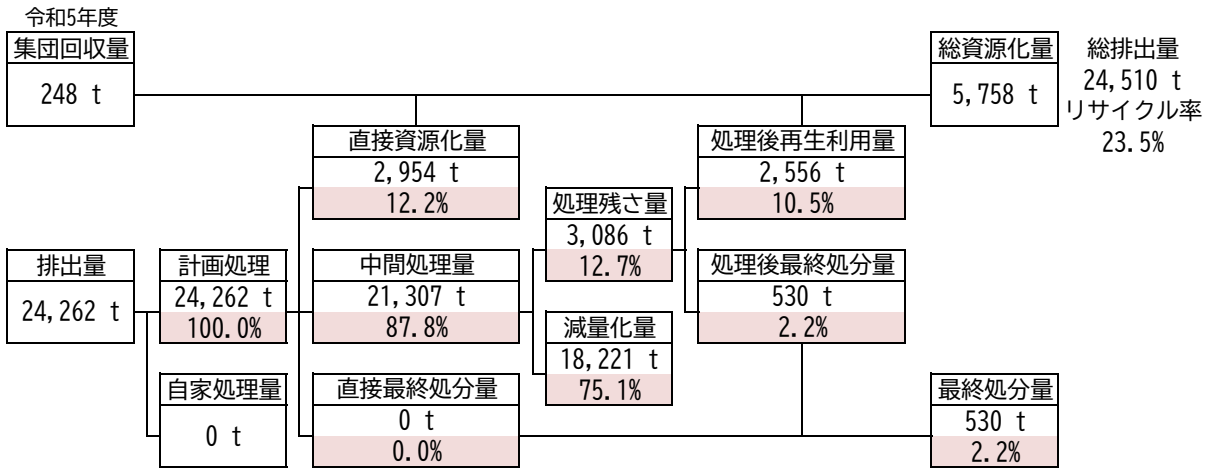 令和5年度
集団回収量
248 t
総資源化量
5,758 t
総排出量
24,510 t
リサイクル率
23.5%
直接資源化量
2,954 t
12.2%
処理後再生利用量
2,556 t
10.5%
処理残さ量
3,086 t
12.7%
排出量
24,262 t
計画処理
24,262 t
100.0%
中間処理量
21,307 t
87.8%
処理後最終処分量
530 t
2.2%
減量化量
18,221 t
75.1%
自家処理量
0 t
直接最終処分量
0 t
0.0%
最終処分量
530 t
2.2%